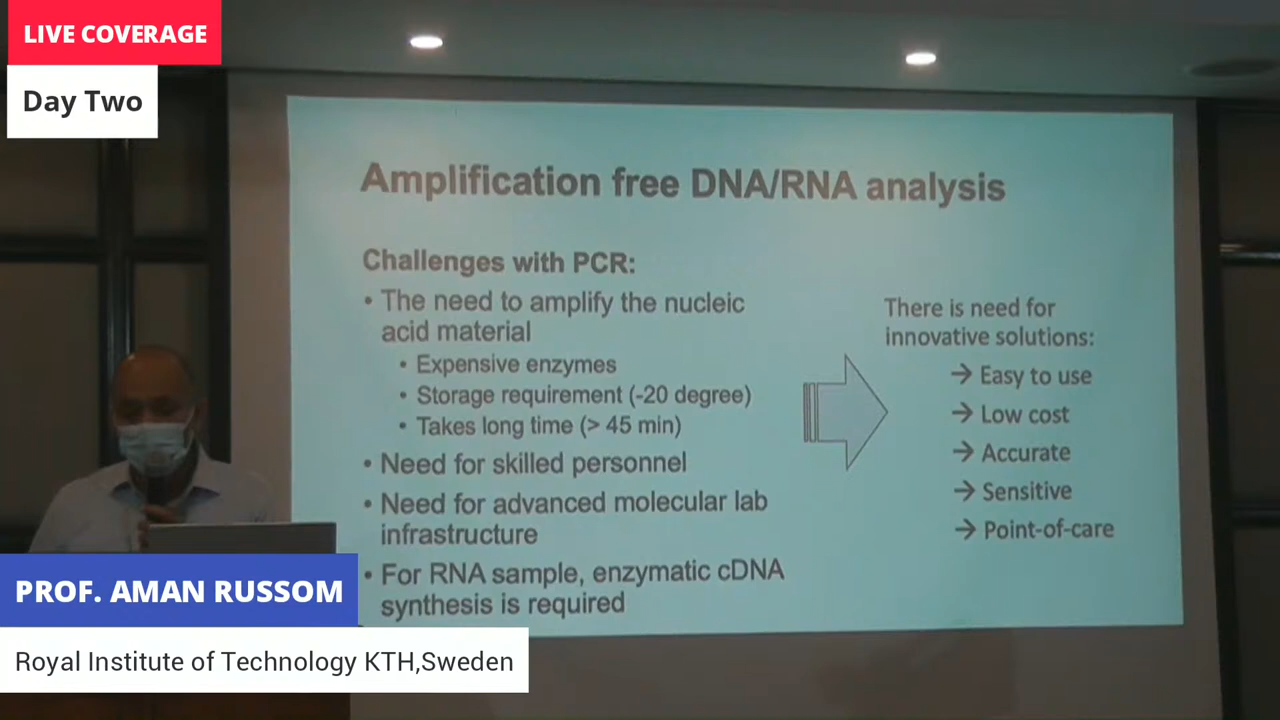 LIVE COVERAGE
Day Two
Amplification free DNA/RNA analysis
Challenges with PCR:
• The need to amplify the nucleic
acid material
• Expensive enzymes
• Storage requirement (-20 degree)
• Takes long time (> 45 min)
• Need for skilled personnel
• Need for advanced molecular lab
infrastructure
• For RNA sample, enzymatic cDNA
synthesis is required
There is need for
innovative solutions:
→ Easy to use
→ Low cost
→ Accurate
→ Sensitive
→ Point-of-care
PROF. AMAN RUSSOM
Royal Institute of Technology KTH,Sweden